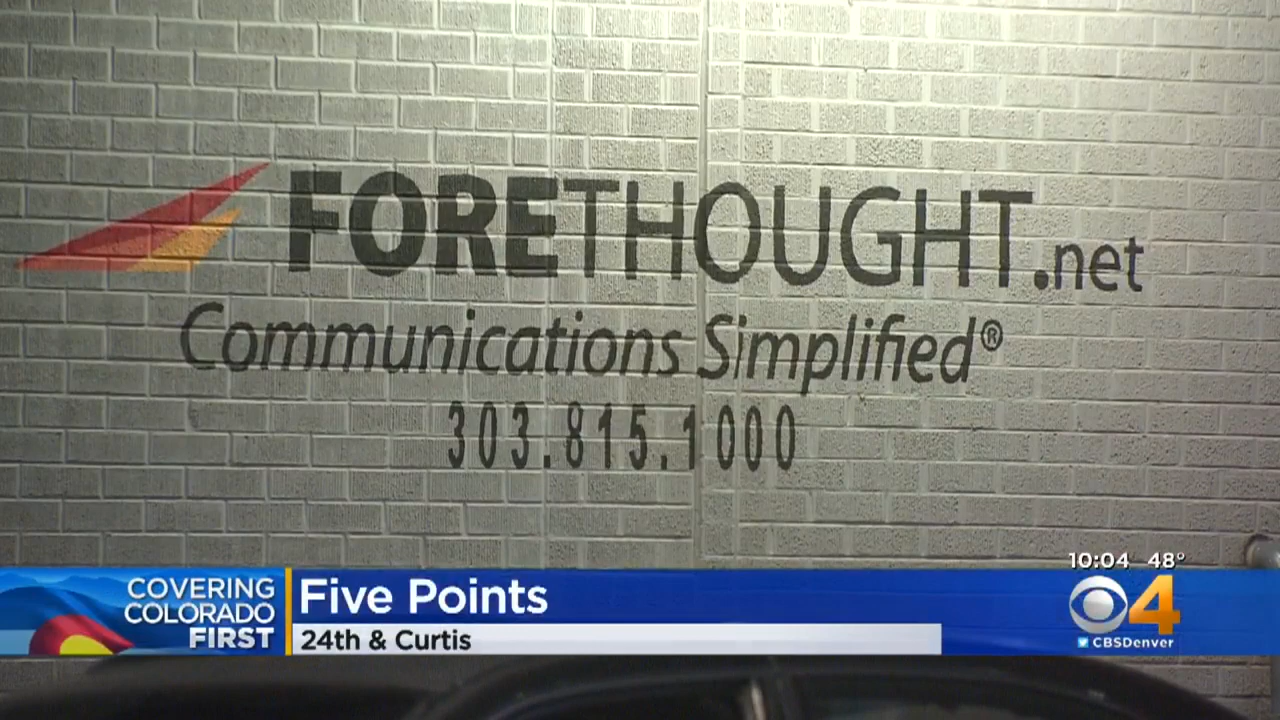 FORETHOUGHT.net
Communications Simplified®
303.815.1000
10:04 48°
COVERING
COLORADO
FIRST
Five Points
24th & Curtis
4
CBSDenver